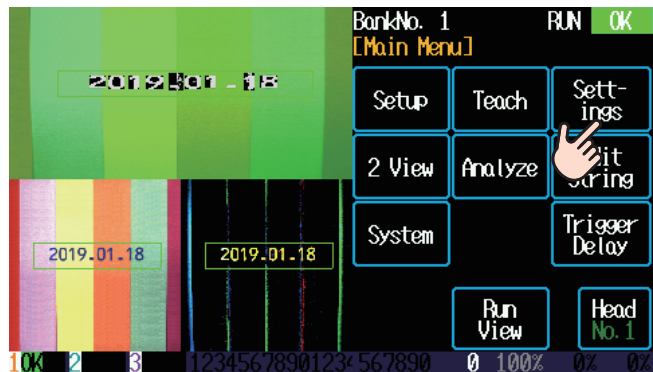 BankNo. 1 RUN OK
[Main Menu]
2019.01.18
Setup Teach Sett-
ings
2 View Analyze Edit
String
2019.01.18 2019.01.18
System Trigger
Delay
Run
View
Head
No.1
1OK 2 3 12345678901234567890 0 100% 0% 0%